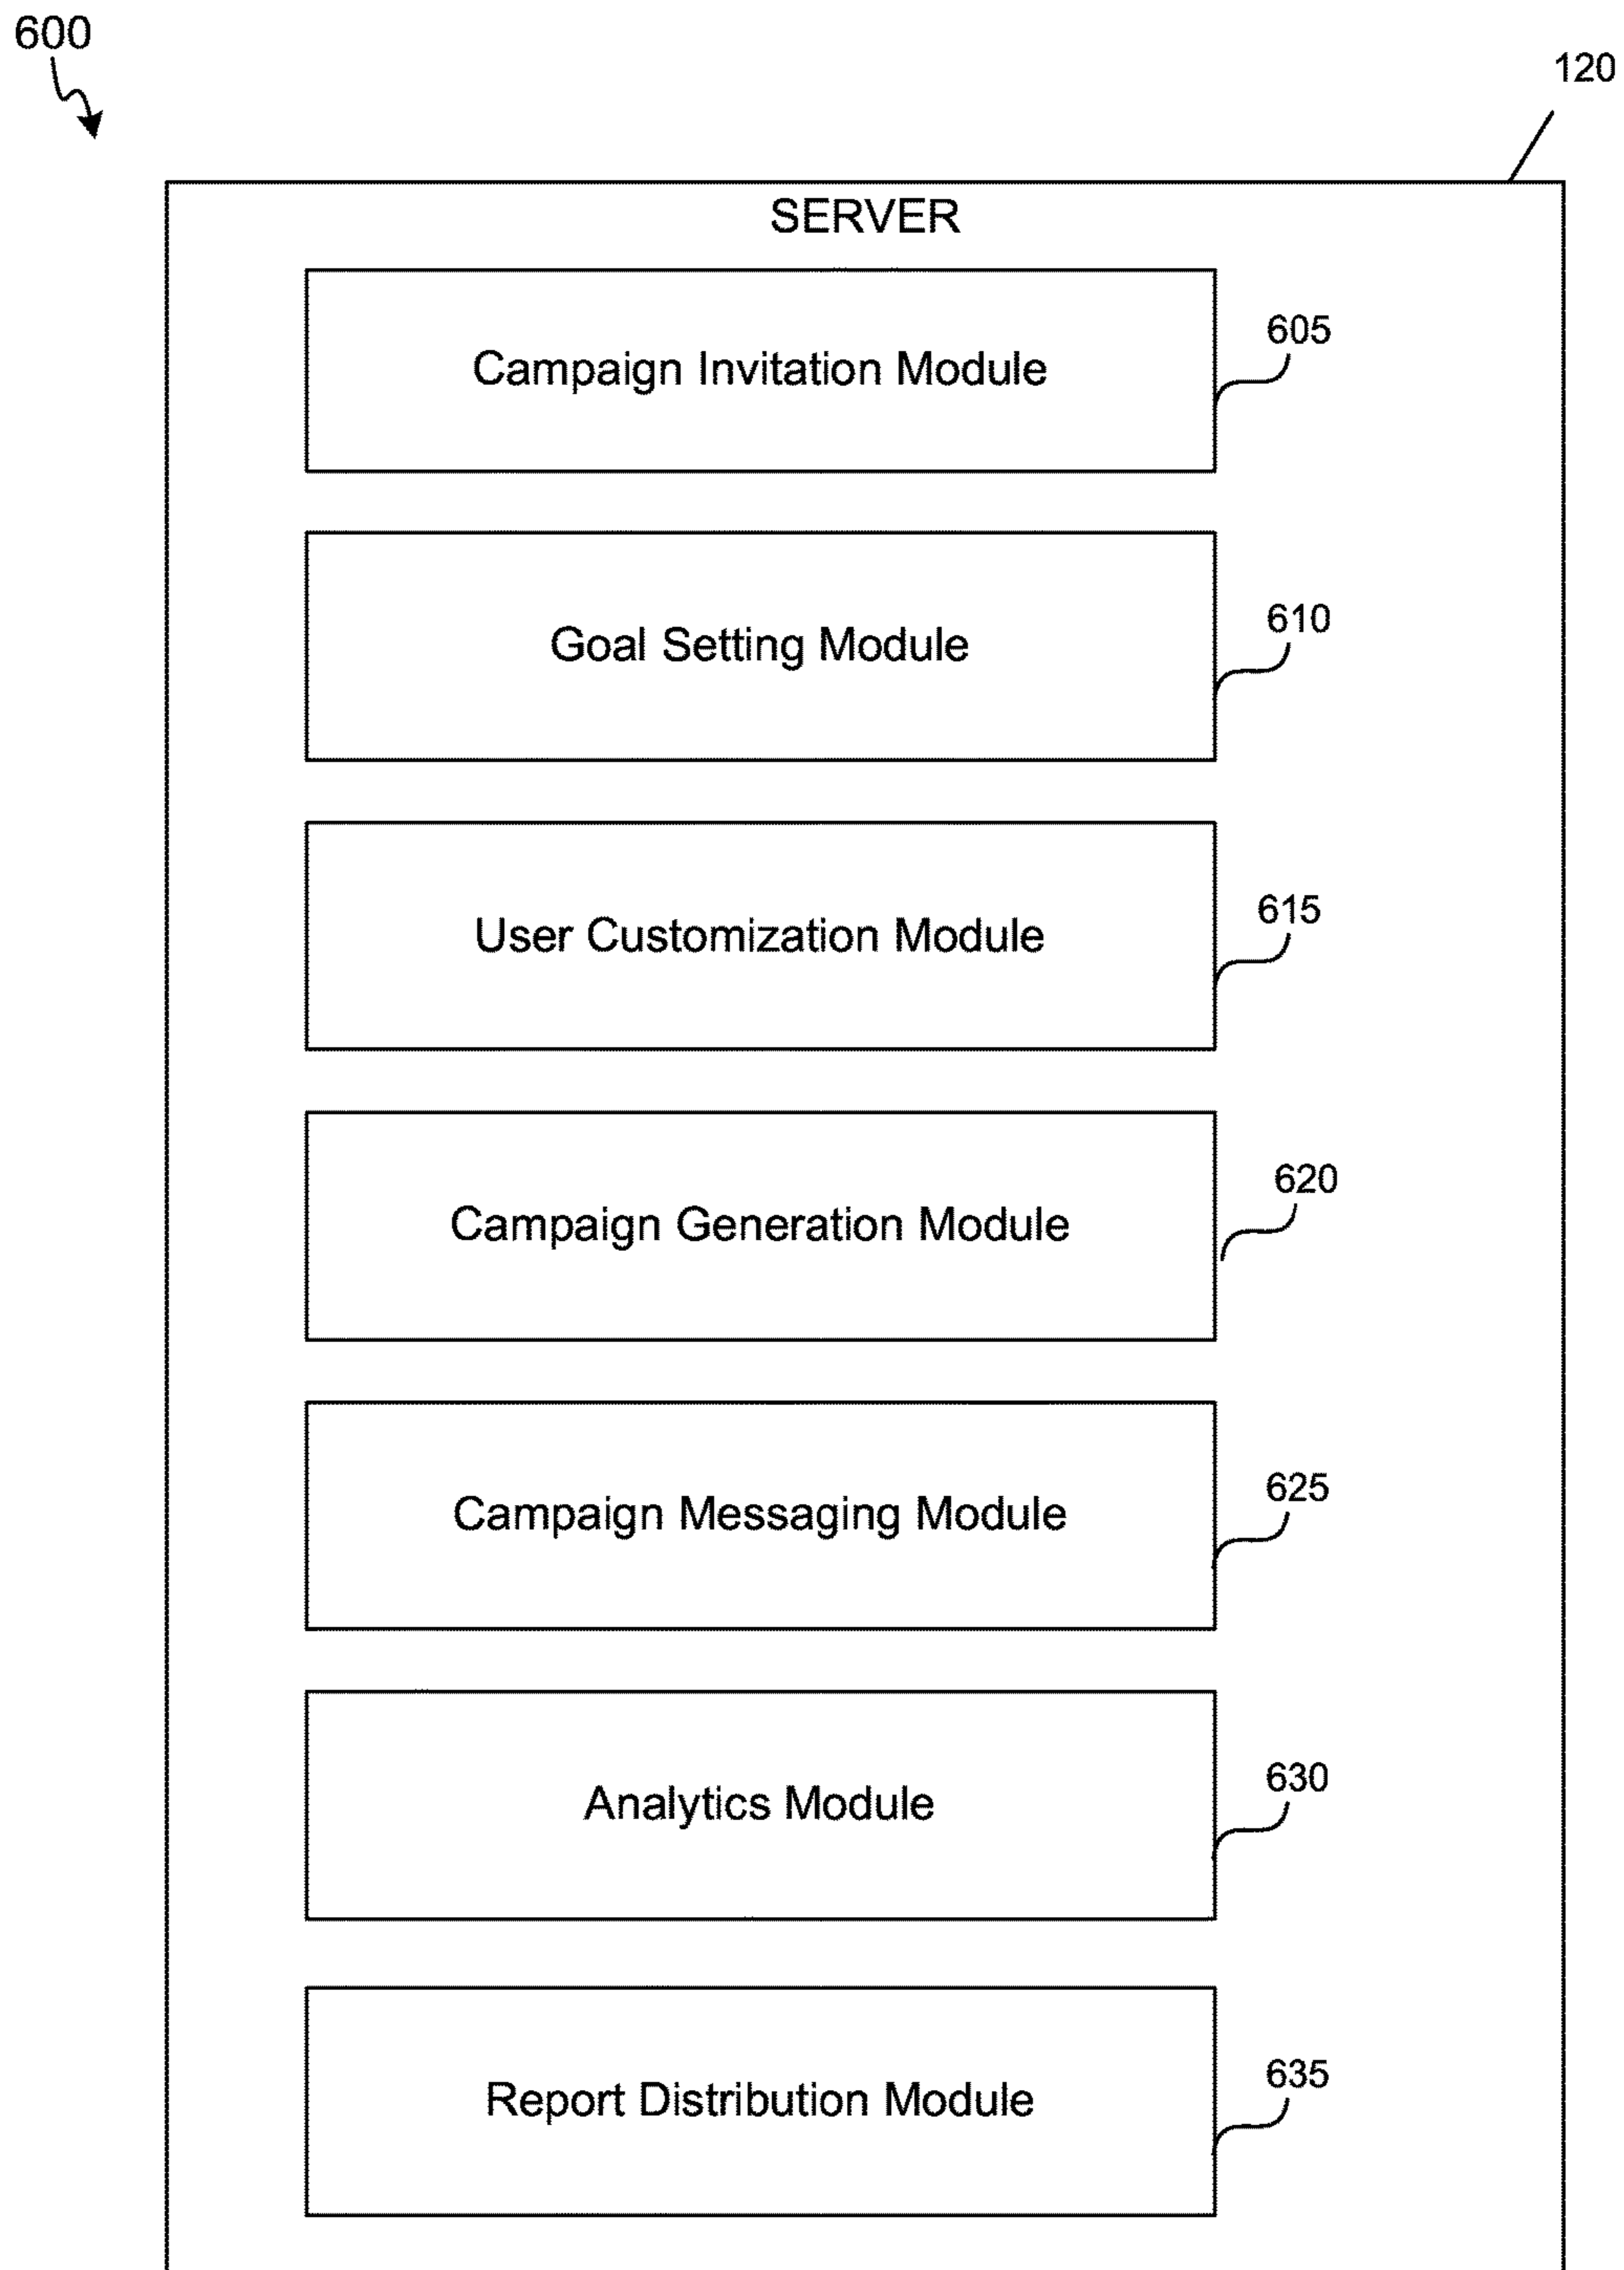 600
120
SERVER
Campaign Invitation Module
605
Goal Setting Module
610
User Customization Module
615
Campaign Generation Module
620
Campaign Messaging Module
625
Analytics Module
630
Report Distribution Module
635